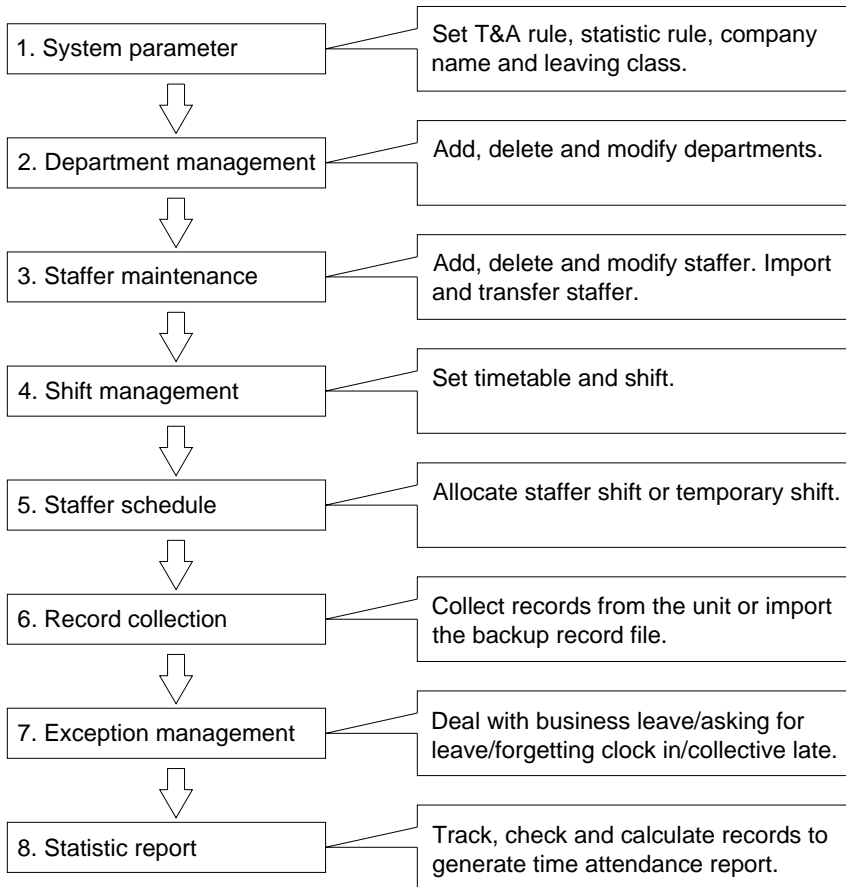 1. System parameter
Set T&A rule, statistic rule, company
name and leaving class.
2. Department management
Add, delete and modify departments.
3. Staffer maintenance
Add, delete and modify staffer. Import
and transfer staffer.
4. Shift management
Set timetable and shift.
5. Staffer schedule
Allocate staffer shift or temporary shift.
6. Record collection
Collect records from the unit or import
the backup record file.
7. Exception management
Deal with business leave/asking for
leave/forgetting clock in/collective late.
8. Statistic report
Track, check and calculate records to
generate time attendance report.